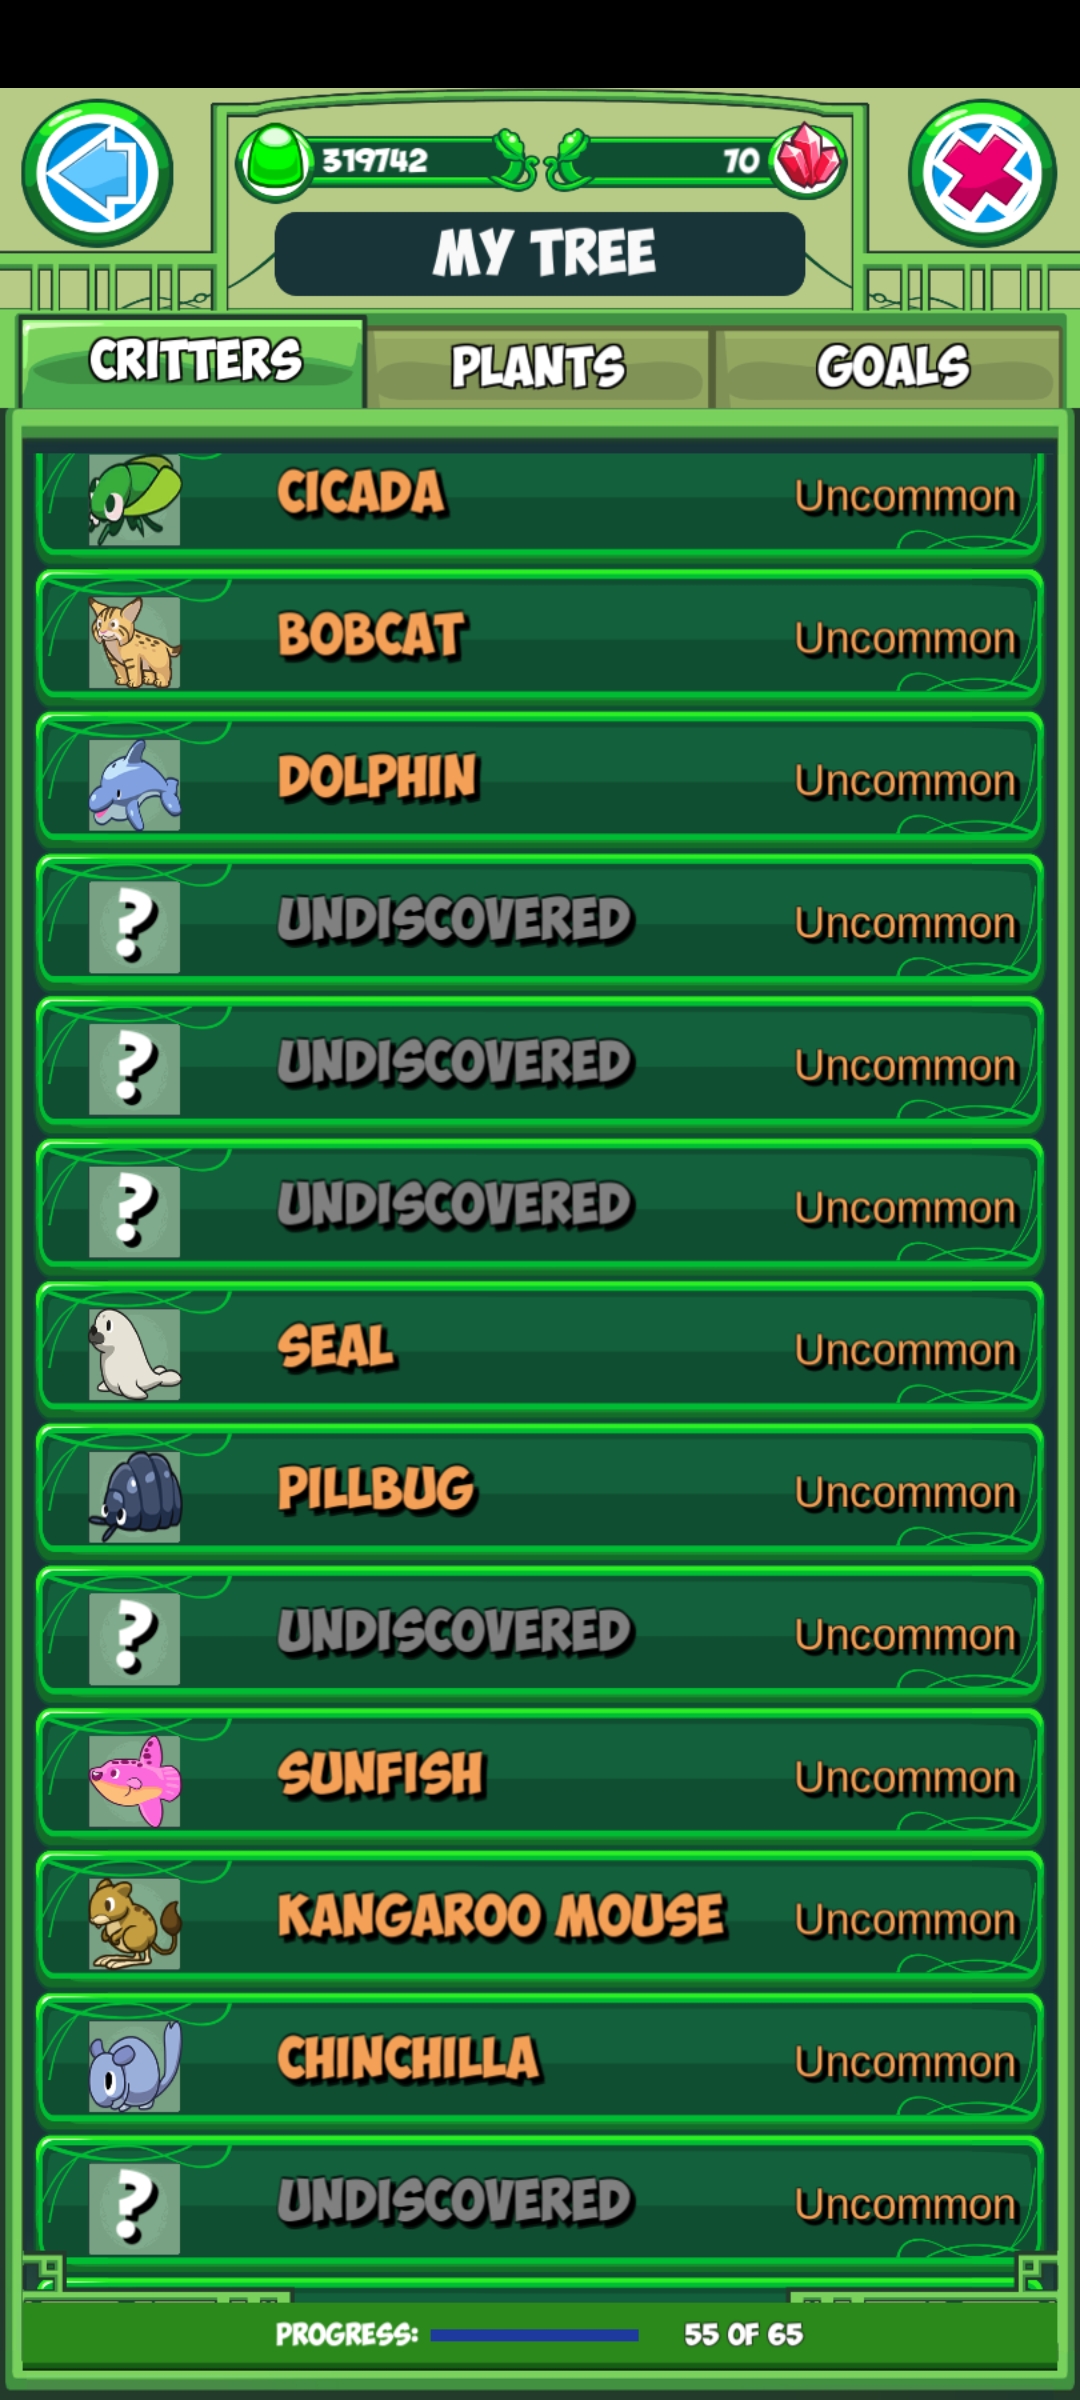 319742
70
MY TREE
CRITTERS
PLANTS
GOALS
CICADA Uncommon
BOBCAT Uncommon
DOLPHIN Uncommon
? UNDISCOVERED Uncommon
? UNDISCOVERED Uncommon
? UNDISCOVERED Uncommon
SEAL Uncommon
PILLBUG Uncommon
? UNDISCOVERED Uncommon
SUNFISH Uncommon
KANGAROO MOUSE Uncommon
CHINCHILLA Uncommon
? UNDISCOVERED Uncommon
PROGRESS: 55 OF 65